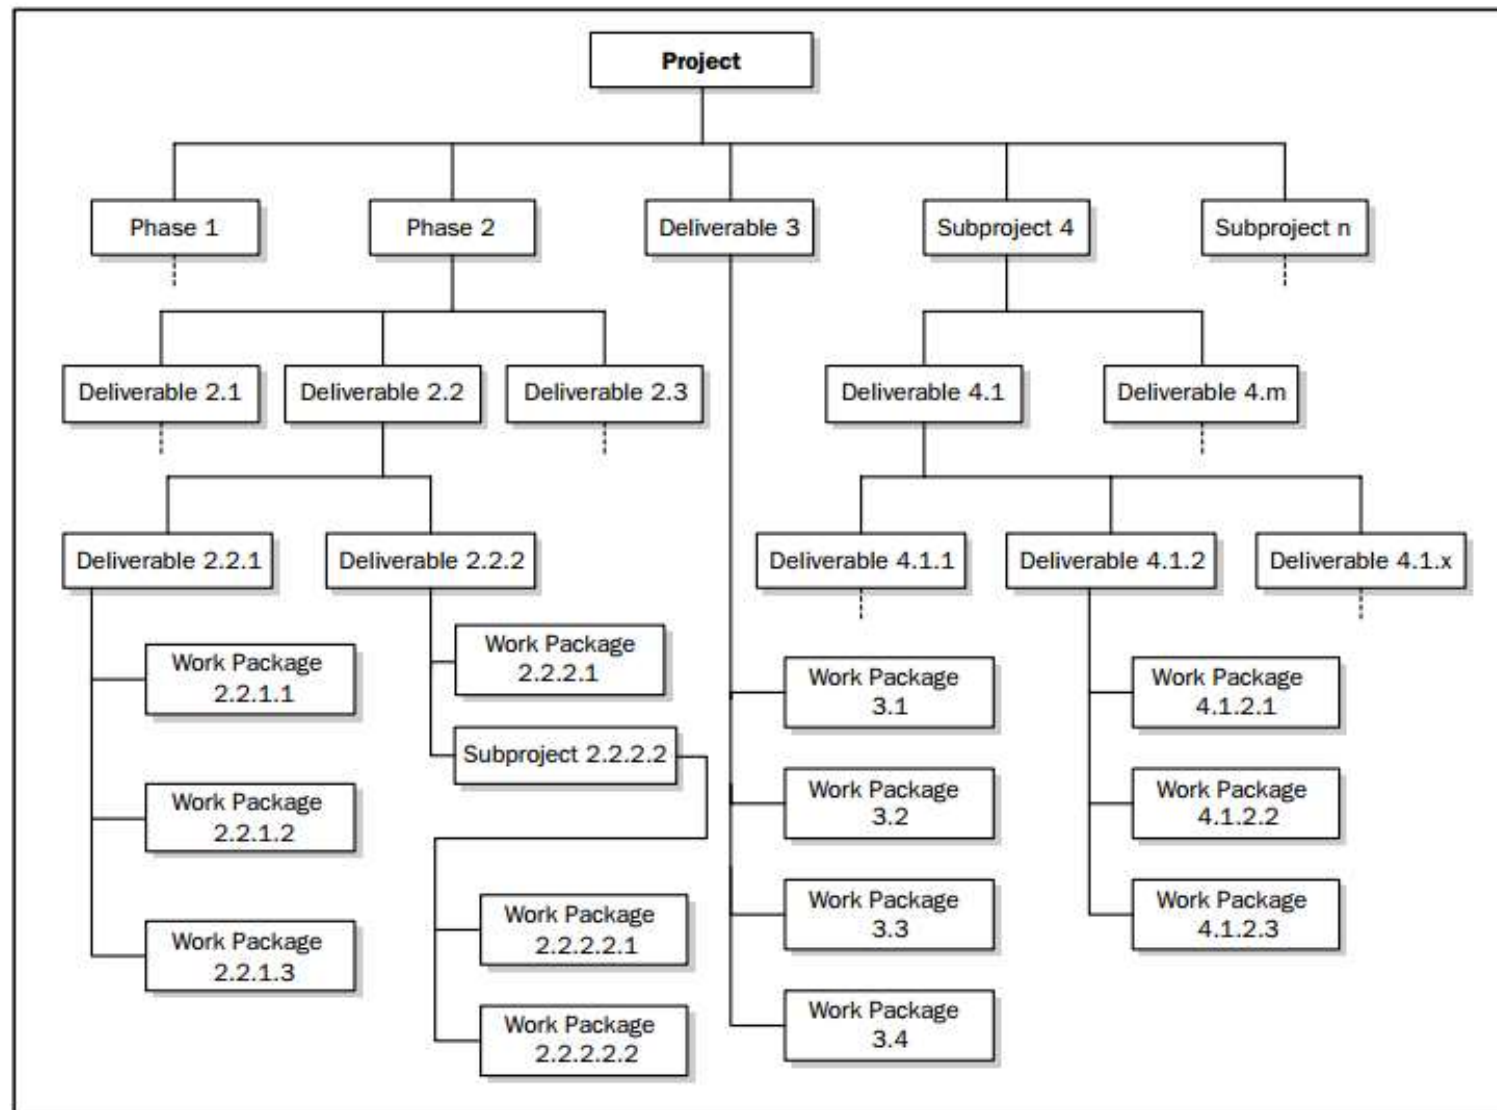 Project
Phase 1
Phase 2
Deliverable 3
Subproject 4
Subproject n
Deliverable 2.1
Deliverable 2.2
Deliverable 2.3
Deliverable 4.1
Deliverable 4.m
Deliverable 2.2.1
Deliverable 2.2.2
Deliverable 4.1.1
Deliverable 4.1.2
Deliverable 4.1.x
Work Package
2.2.1.1
Work Package
2.2.1.2
Work Package
2.2.1.3
Work Package
2.2.2.1
Subproject 2.2.2.2
Work Package
2.2.2.2.1
Work Package
2.2.2.2.2
Work Package
3.1
Work Package
3.2
Work Package
3.3
Work Package
3.4
Work Package
4.1.2.1
Work Package
4.1.2.2
Work Package
4.1.2.3